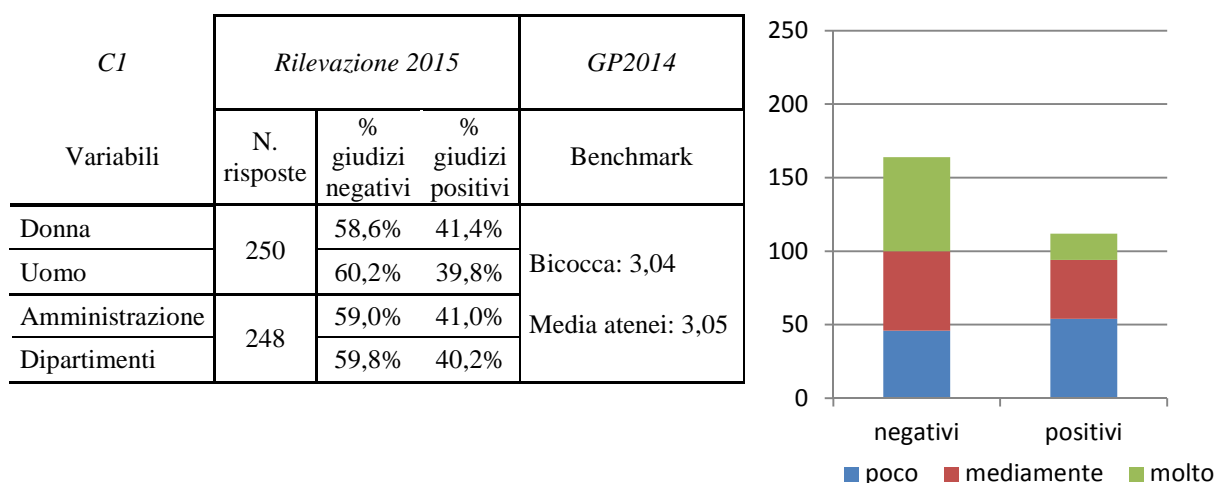 C1 Rilevazione 2015 GP2014
Variabili N. risposte % giudizi negativi % giudizi positivi Benchmark
Donna 250 58,6% 41,4% Bicocca: 3,04
Uomo 60,2% 39,8%
Amministrazione 248 59,0% 41,0% Media atenei: 3,05
Dipartimenti 59,8% 40,2%
250
200
150
100
50
0
negativi positivi
poco mediamente molto